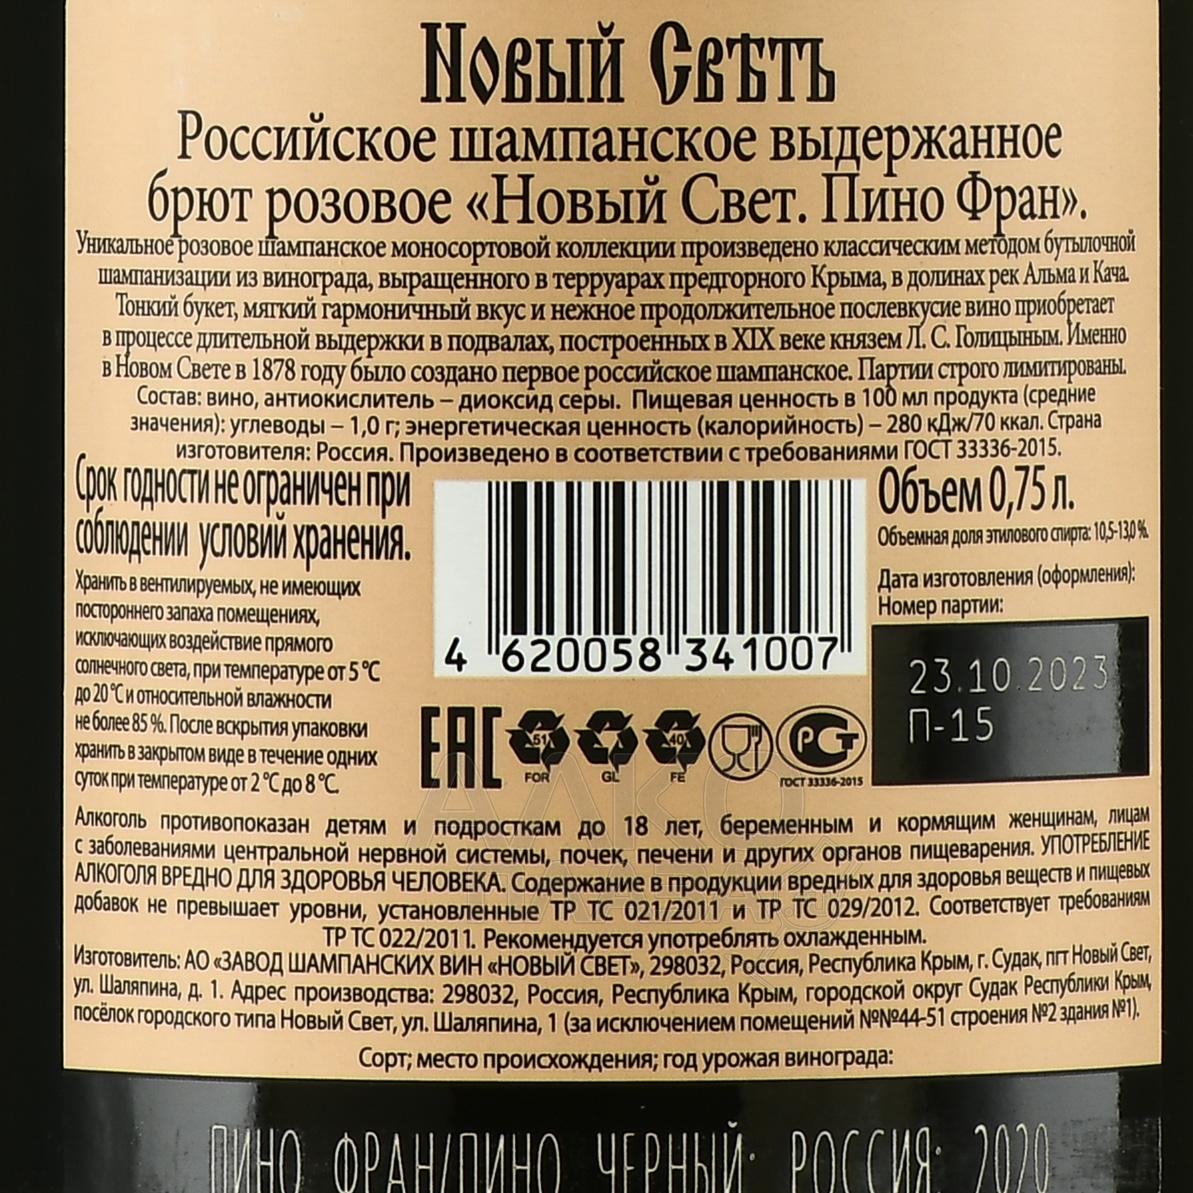 Новый Свѣтъ
Российское шампанское выдержанное
брют розовое «Новый Свет. Пино Фран».
Уникальное розовое шампанское моносортовой коллекции произведено классическим методом бутылочной
шампанизации из винограда, выращенного в терруарах предгорного Крыма, в долинах рек Альма и Кача.
Тонкий букет, мягкий гармоничный вкус и нежное продолжительное послевкусие вино приобретает
в процессе длительной выдержки в подвалах, построенных в XIX веке князем Л. С. Голицыным. Именно
в Новом Свете в 1878 году было создано первое российское шампанское. Партии строго лимитированы.
Состав: вино, антиокислитель – диоксид серы. Пищевая ценность в 100 мл продукта (средние
значения): углеводы – 1,0 г; энергетическая ценность (калорийность) – 280 кДж/70 ккал. Страна
изготовителя: Россия. Произведено в соответствии с требованиями ГОСТ 33336-2015.
Срок годности не ограничен при
соблюдении условий хранения.
Хранить в вентилируемых, не имеющих
постороннего запаха помещениях,
исключающих воздействие прямого
солнечного света, при температуре от 5 °С
до 20 °С и относительной влажности
не более 85 %. После вскрытия упаковки
хранить в закрытом виде в течение одних
суток при температуре от 2 °С до 8 °С.
4 620058 341007
Объем 0,75 л.
Объемная доля этилового спирта: 10,5-13,0 %.
Дата изготовления (оформления):
Номер партии:
23.10.2023
П-15
EAC
51
FOR
GL
40
FE
РСТ
ГОСТ 33336-2015
АЛКО
Алкоголь противопоказан детям и подросткам до 18 лет, беременным и кормящим женщинам, лицам
с заболеваниями центральной нервной системы, почек, печени и других органов пищеварения. УПОТРЕБЛЕНИЕ
АЛКОГОЛЯ ВРЕДНО ДЛЯ ЗДОРОВЬЯ ЧЕЛОВЕКА. Содержание в продукции вредных для здоровья веществ и пищевых
добавок не превышает уровни, установленные ТР ТС 021/2011 и ТР ТС 029/2012. Соответствует требованиям
ТР ТС 022/2011. Рекомендуется употреблять охлажденным.
Изготовитель: АО «ЗАВОД ШАМПАНСКИХ ВИН «НОВЫЙ СВЕТ», 298032, Россия, Республика Крым, г. Судак, пгт Новый Свет,
ул. Шаляпина, д. 1. Адрес производства: 298032, Россия, Республика Крым, городской округ Судак Республики Крым,
посёлок городского типа Новый Свет, ул. Шаляпина, 1 (за исключением помещений №№44-51 строения №2 здания №1).
Сорт; место происхождения; год урожая винограда:
ПИНО ФРАН/ПИНО ЧЕРНЫЙ; РОССИЯ; 2020